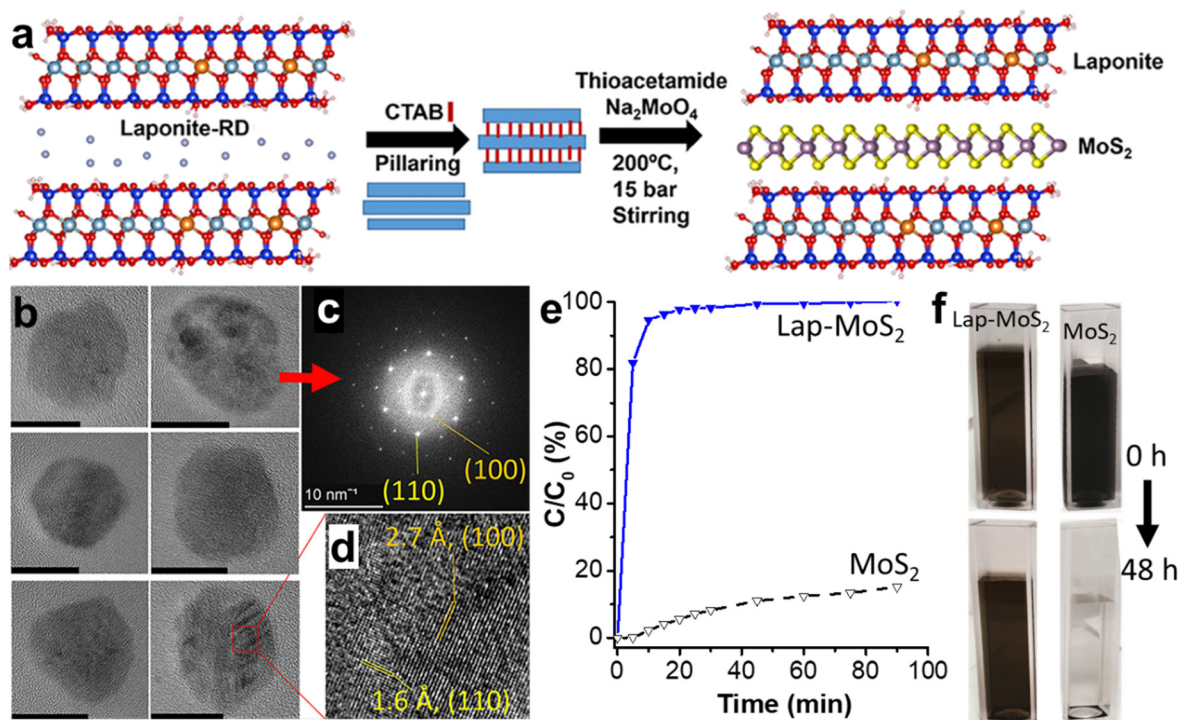 a
Laponite-RD
CTAB
Pillaring
Thioacetamide
Na₂MoO₄
200ºC,
15 bar
Stirring
Laponite
MoS₂
b
c
(100)
(110)
10 nm⁻¹
d
2.7 Å, (100)
1.6 Å, (110)
e
100
80
60
40
20
0
C/C₀ (%)
Lap-MoS₂
MoS₂
0 20 40 60 80 100
Time (min)
f
Lap-MoS₂
MoS₂
0 h
48 h